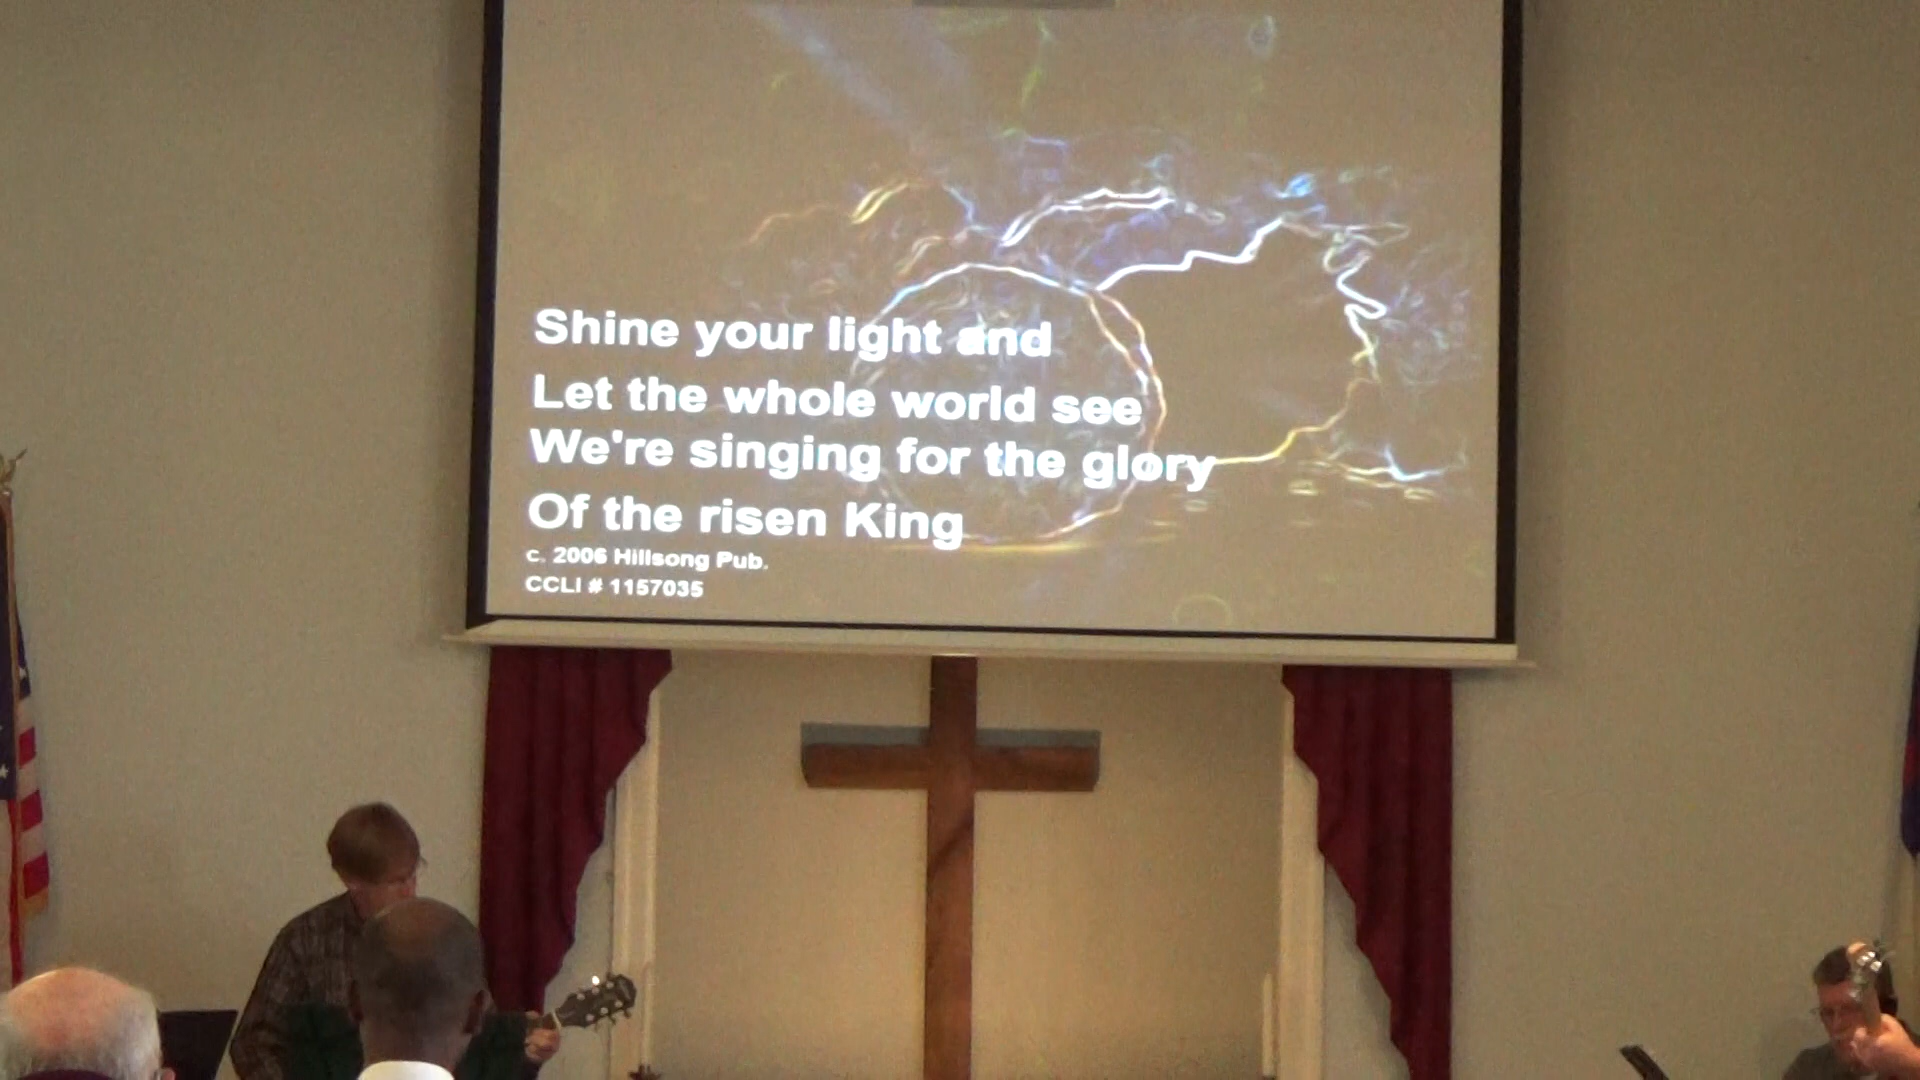 Shine your light and
Let the whole world see
We're singing for the glory
Of the risen King
c. 2006 Hillsong Pub.
CCLI # 1157035